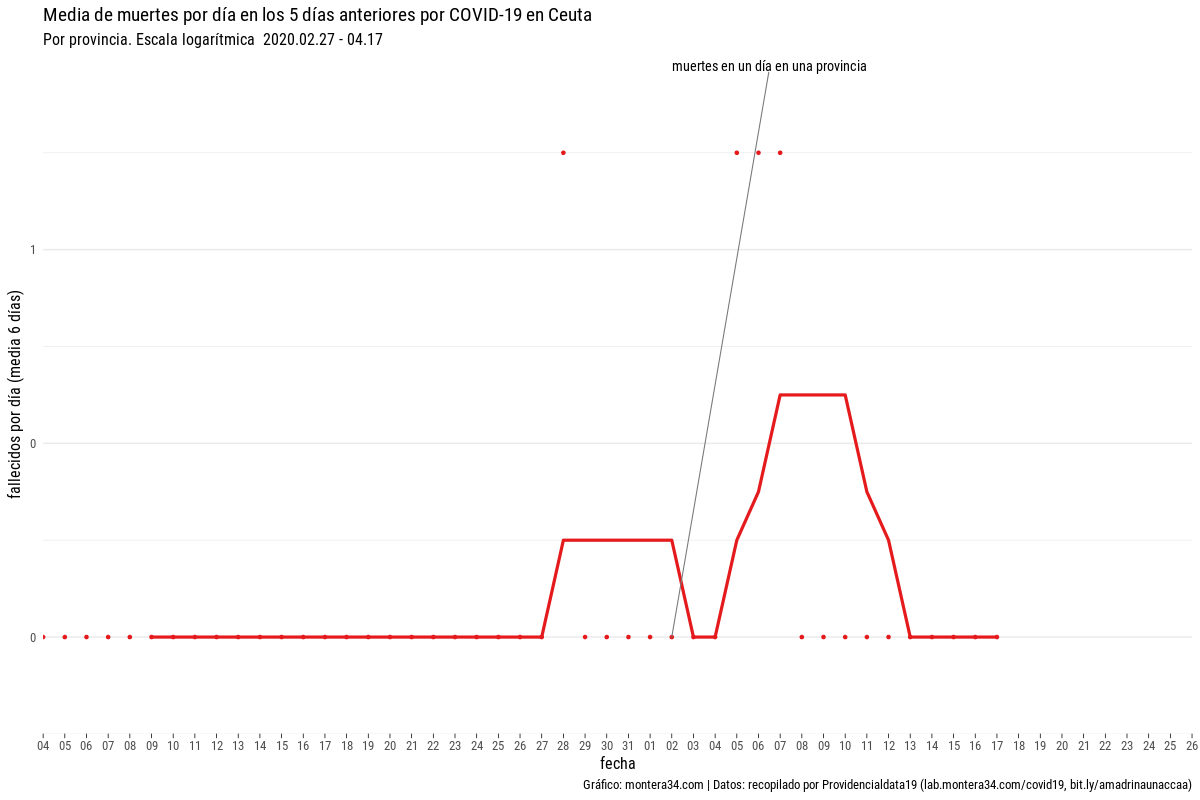 Media de muertes por día en los 5 días anteriores por COVID-19 en Ceuta
Por provincia. Escala logarítmica 2020.02.27 - 04.17
muertes en un día en una provincia
fallecidos por día (media 6 días)
1
0
0
04 05 06 07 08 09 10 11 12 13 14 15 16 17 18 19 20 21 22 23 24 25 26 27 28 29 30 31 01 02 03 04 05 06 07 08 09 10 11 12 13 14 15 16 17 18 19 20 21 22 23 24 25 26
fecha
Gráfico: montera34.com | Datos: recopilado por Providencialdata19 (lab.montera34.com/covid19, bit.ly/amadrinaunaccaa)